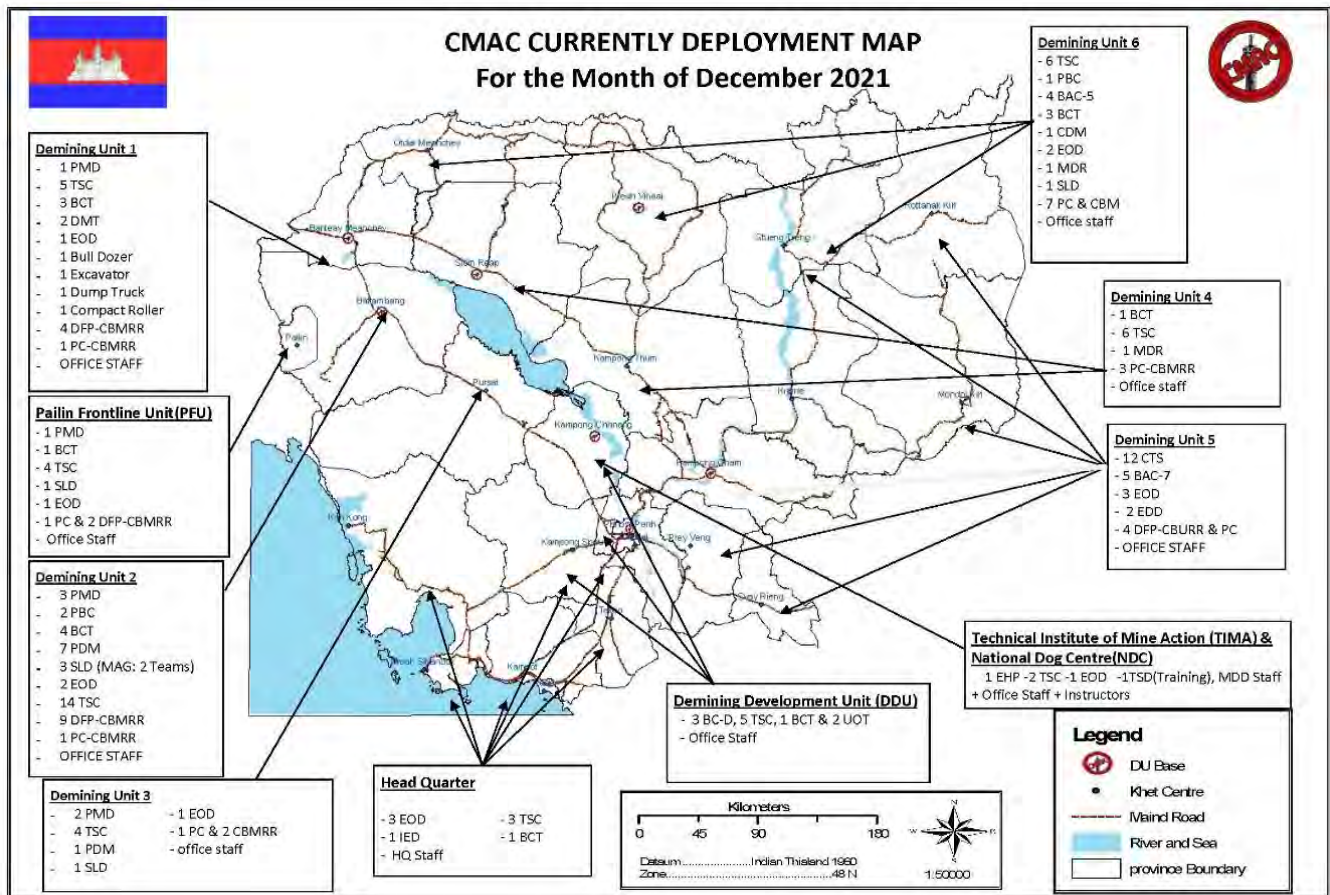 CMAC CURRENTLY DEPLOYMENT MAP
For the Month of December 2021
CMAC
Demining Unit 1
- 1 PMD
- 5 TSC
- 3 BCT
- 2 DMT
- 1 EOD
- 1 Bull Dozer
- 1 Excavator
- 1 Dump Truck
- 1 Compact Roller
- 4 DFP-CBMRR
- 1 PC-CBMRR
- OFFICE STAFF
Pailin Frontline Unit(PFU)
- 1 PMD
- 1 BCT
- 4 TSC
- 1 SLD
- 1 EOD
- 1 PC & 2 DFP-CBMRR
- Office Staff
Demining Unit 2
- 3 PMD
- 2 PBC
- 4 BCT
- 7 PDM
- 3 SLD (MAG: 2 Teams)
- 2 EOD
- 14 TSC
- 9 DFP-CBMRR
- 1 PC-CBMRR
- OFFICE STAFF
Demining Unit 3
- 2 PMD - 1 EOD
- 4 TSC - 1 PC & 2 CBMRR
- 1 PDM - office staff
- 1 SLD
Head Quarter
- 3 EOD - 3 TSC
- 1 IED - 1 BCT
- HQ Staff
Demining Unit 6
- 6 TSC
- 1 PBC
- 4 BAC-5
- 3 BCT
- 1 CDM
- 2 EOD
- 1 MDR
- 1 SLD
- 7 PC & CBM
- Office staff
Demining Unit 4
- 1 BCT
- 6 TSC
- 1 MDR
- 3 PC-CBMRR
- Office staff
Demining Unit 5
- 12 CTS
- 5 BAC-7
- 3 EOD
- 2 EDD
- 4 DFP-CBURR & PC
- OFFICE STAFF
Technical Institute of Mine Action (TIMA) &
National Dog Centre(NDC)
1 EHP -2 TSC -1 EOD -1TSD(Training), MDD Staff
+ Office Staff + Instructors
Demining Development Unit (DDU)
- 3 BC-D, 5 TSC, 1 BCT & 2 UOT
- Office Staff
Otdar Meanchey
Banteay Meanchey
Siem Reap
Battambang
Pailin
Pursat
Stueng Treng
Kampong Thum
Kratie
Mondol Kiri
Kampong Chhnang
Kampong Cham
Prey Veng
Svay Rieng
Kampot
Kilometers
0 45 90 180
Dataum..........Indian Thailand 1960
Zone..........48 N
N
W
1:50000
Legend
DU Base
Khet Centre
Maind Road
River and Sea
province Boundary